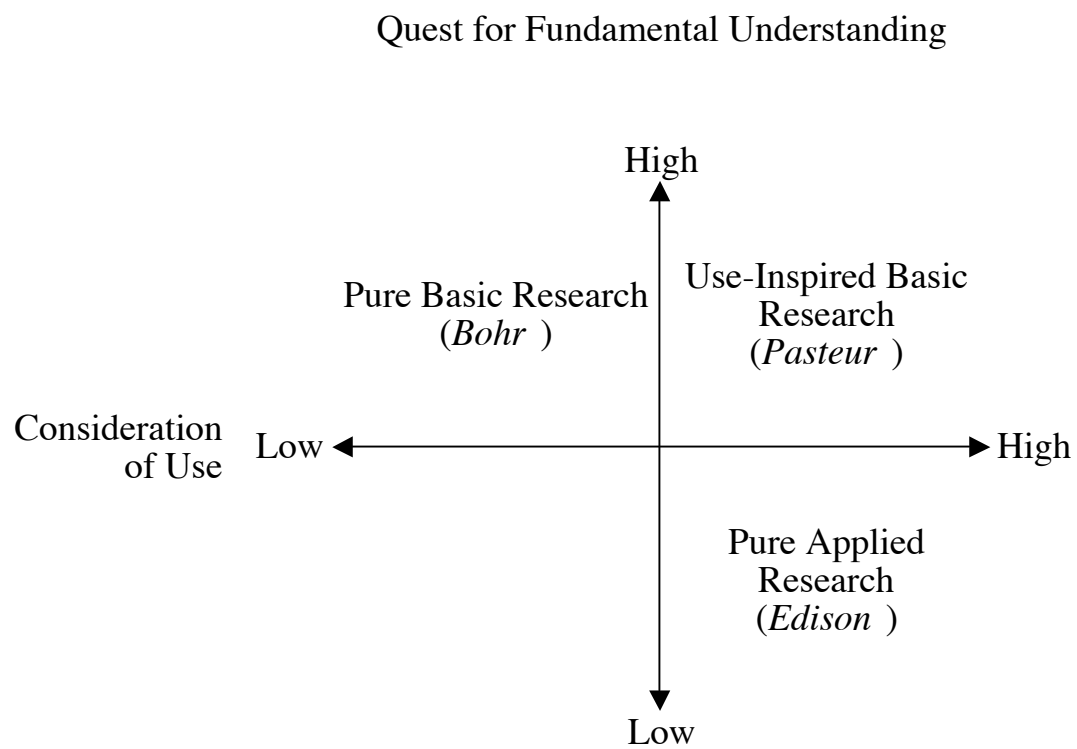 Quest for Fundamental Understanding
High
Pure Basic Research
(Bohr )
Use-Inspired Basic
Research
(Pasteur )
Consideration
of Use
Low
High
Pure Applied
Research
(Edison )
Low